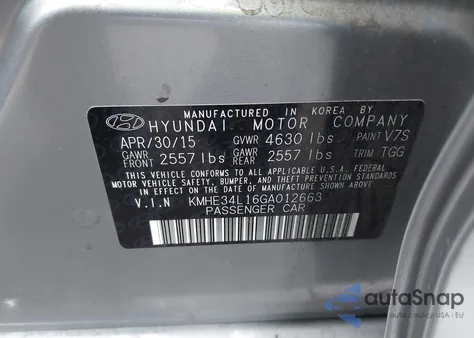 MANUFACTURED IN KOREA BY
HYUNDAI MOTOR COMPANY
APR/30/15 GVWR 4630 lbs PAINT V7S
GAWR FRONT 2557 lbs GAWR REAR 2557 lbs TRIM TGG
THIS VEHICLE CONFORMS TO ALL APPLICABLE U.S.A. FEDERAL
MOTOR VEHICLE SAFETY, BUMPER, AND THEFT PREVENTION
STANDARDS IN EFFECT ON THE DATE OF MANUFACTURE SHOWN ABOVE.
V.I.N KMHE34L16GA012663
PASSENGER CAR
autoSnap